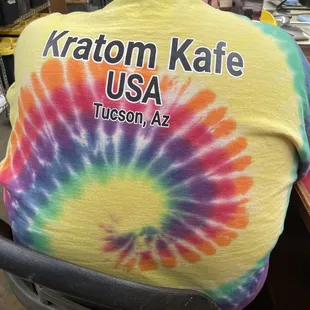 Kratom Kafe
USA
Tucson, Az